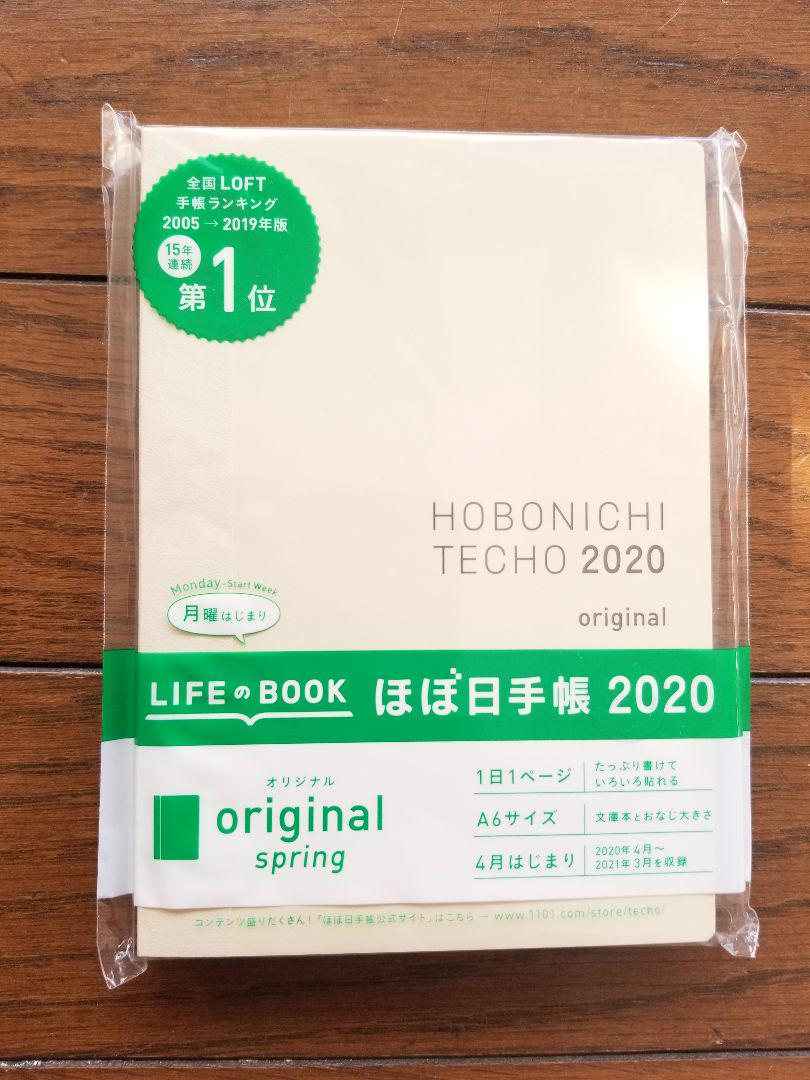 全国 LOFT
手帳ランキング
2005→2019年版
15年
連続
第1位
HOBONICHI
TECHO 2020
original
Monday-Start Week
月曜はじまり
LIFEのBOOK ほぼ日手帳 2020
オリジナル
original
spring
1日1ページ
たっぷり書けて
いろいろ貼れる
A6サイズ
文庫本とおなじ大きさ
4月はじまり
2020年4月〜
2021年3月を収録
コンテンツ盛りだくさん!「ほぼ日手帳公式サイト」はこちら→ www.1101.com/store/techo/